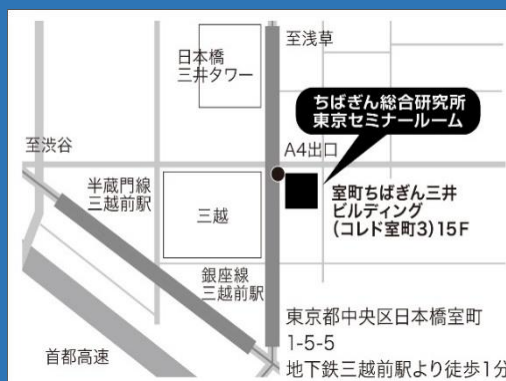 至浅草
日本橋
三井タワー
ちばぎん総合研究所
東京セミナールーム
至渋谷
A4出口
半蔵門線
三越前駅
三越
室町ちばぎん三井
ビルディング
(コレド室町3)15F
銀座線
三越前駅
東京都中央区日本橋室町
1-5-5
地下鉄三越前駅より徒歩1分
首都高速